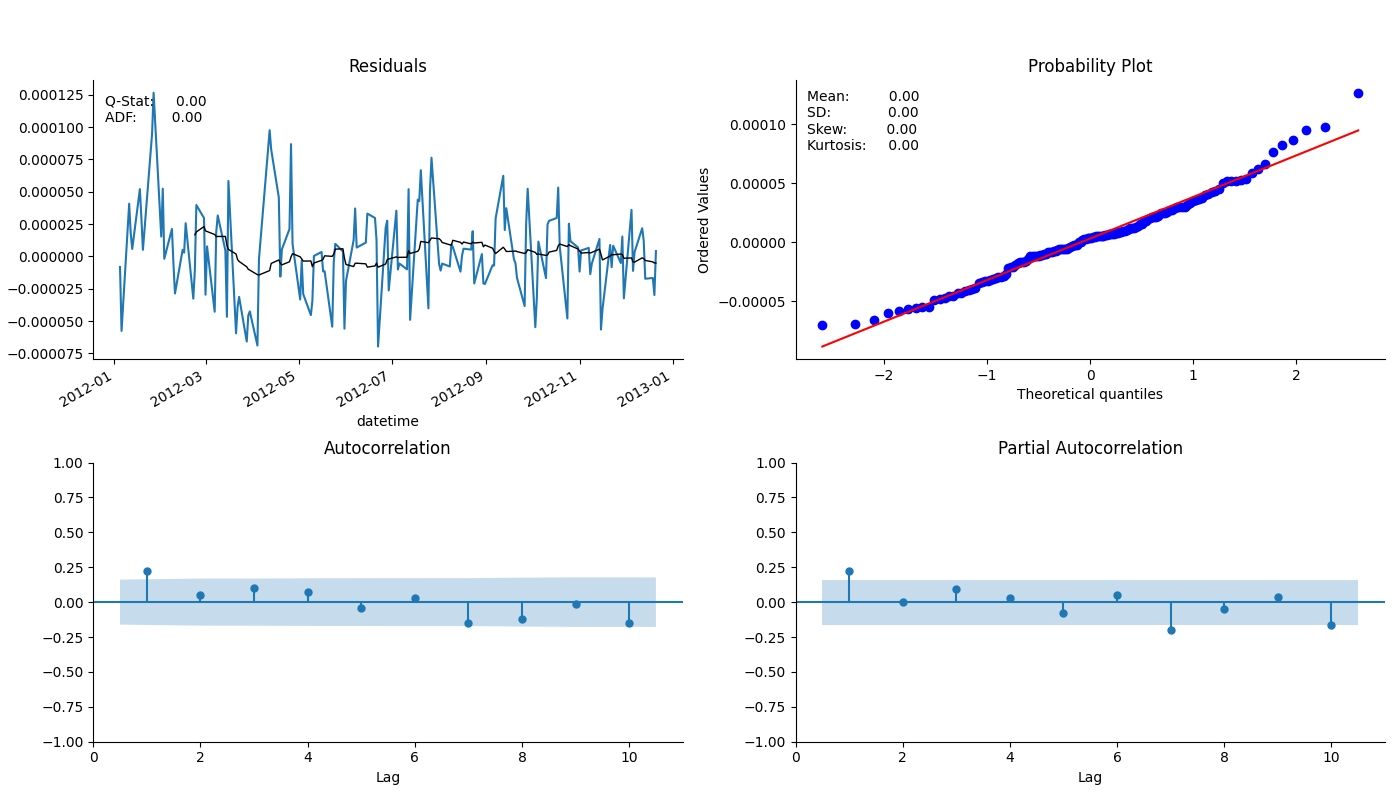 Residuals
Q-Stat: 0.00
ADF: 0.00
0.000125
0.000100
0.000075
0.000050
0.000025
0.000000
−0.000025
−0.000050
−0.000075
2012-01 2012-03 2012-05 2012-07 2012-09 2012-11 2013-01
datetime
Probability Plot
Mean: 0.00
SD: 0.00
Skew: 0.00
Kurtosis: 0.00
Ordered Values
0.00010
0.00005
0.00000
−0.00005
−2 −1 0 1 2
Theoretical quantiles
Autocorrelation
1.00
0.75
0.50
0.25
0.00
−0.25
−0.50
−0.75
−1.00
0 2 4 6 8 10
Lag
Partial Autocorrelation
1.00
0.75
0.50
0.25
0.00
−0.25
−0.50
−0.75
−1.00
0 2 4 6 8 10
Lag